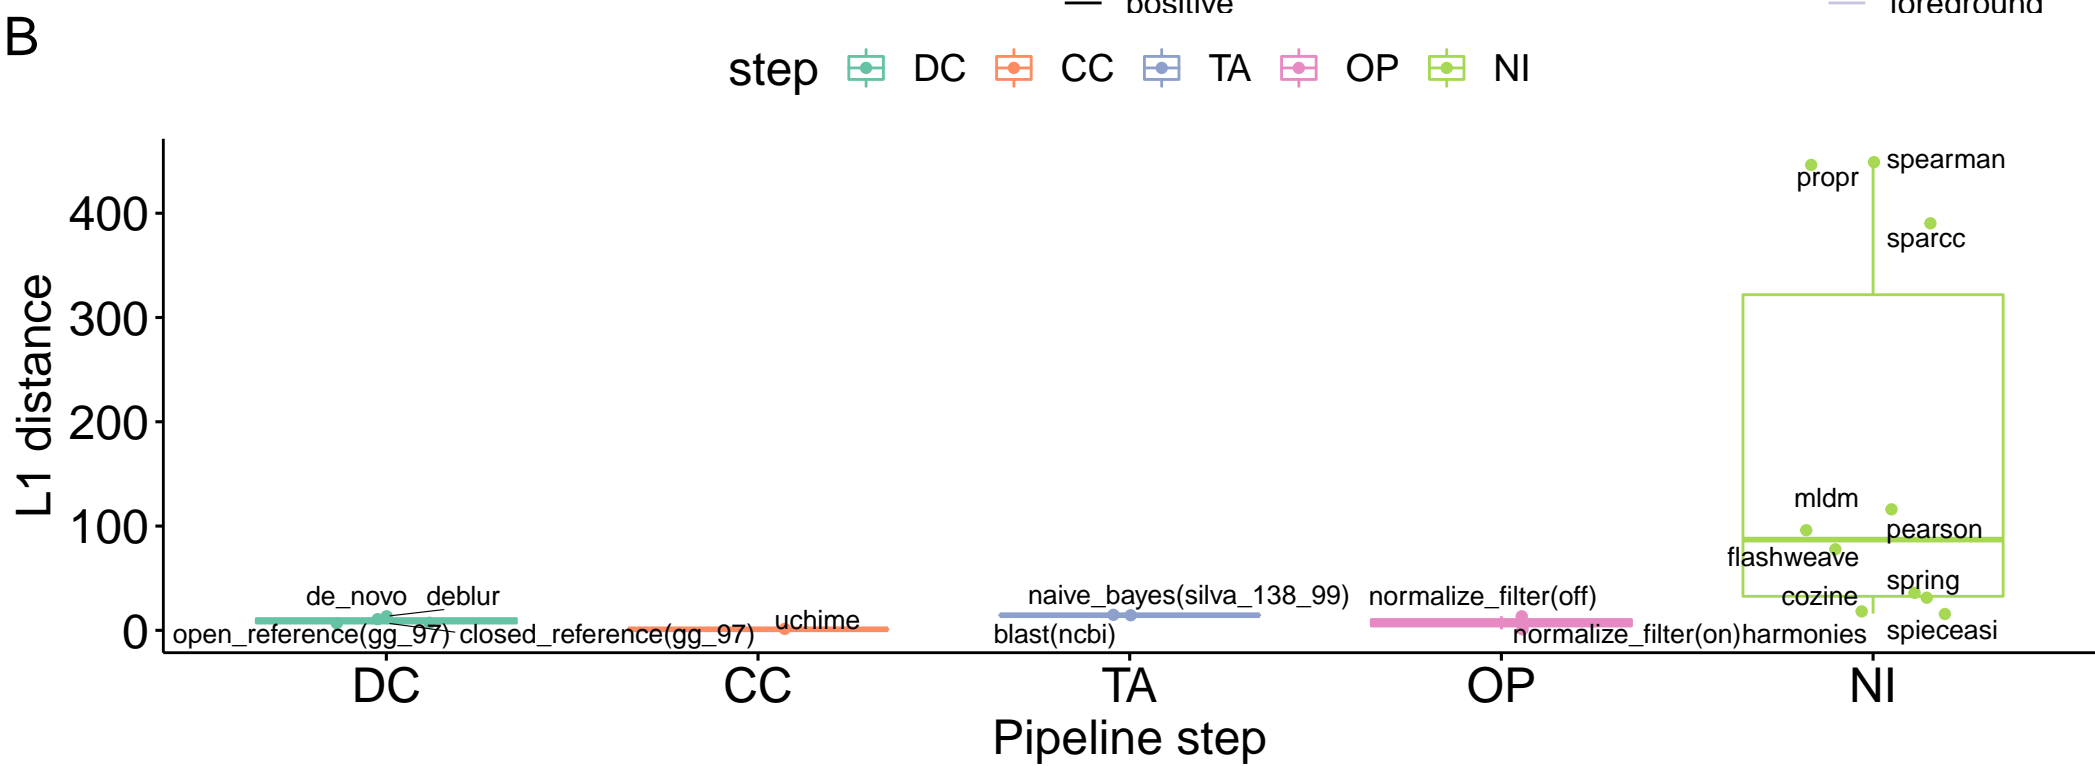 positive
foreground
B
step DC CC TA OP NI
L1 distance
400
300
200
100
0
propr
spearman
sparcc
mldm
pearson
flashweave
spring
cozine
harmonies
spieceasi
de_novo
deblur
open_reference(gg_97)
closed_reference(gg_97)
uchime
naive_bayes(silva_138_99)
blast(ncbi)
normalize_filter(off)
normalize_filter(on)
DC CC TA OP NI
Pipeline step